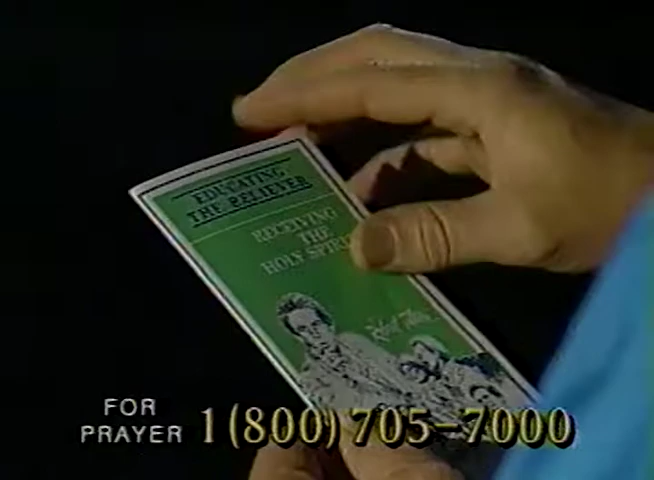 EDUCATING
THE BELIEVER
RECEIVING
THE
HOLY SPIRIT
FOR
PRAYER
1(800)705-7000